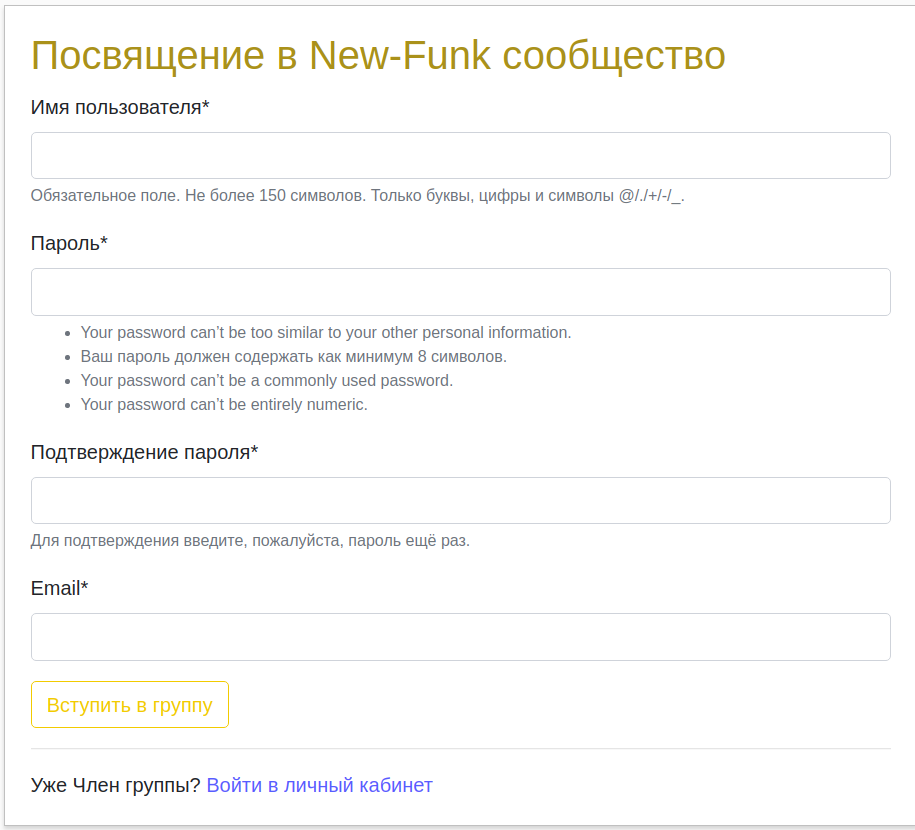 Посвящение в New-Funk сообщество
Имя пользователя*
Обязательное поле. Не более 150 символов. Только буквы, цифры и символы @/./+/-/_.
Пароль*
Your password can’t be too similar to your other personal information.
Ваш пароль должен содержать как минимум 8 символов.
Your password can’t be a commonly used password.
Your password can’t be entirely numeric.
Подтверждение пароля*
Для подтверждения введите, пожалуйста, пароль ещё раз.
Email*
Вступить в группу
Уже Член группы? Войти в личный кабинет